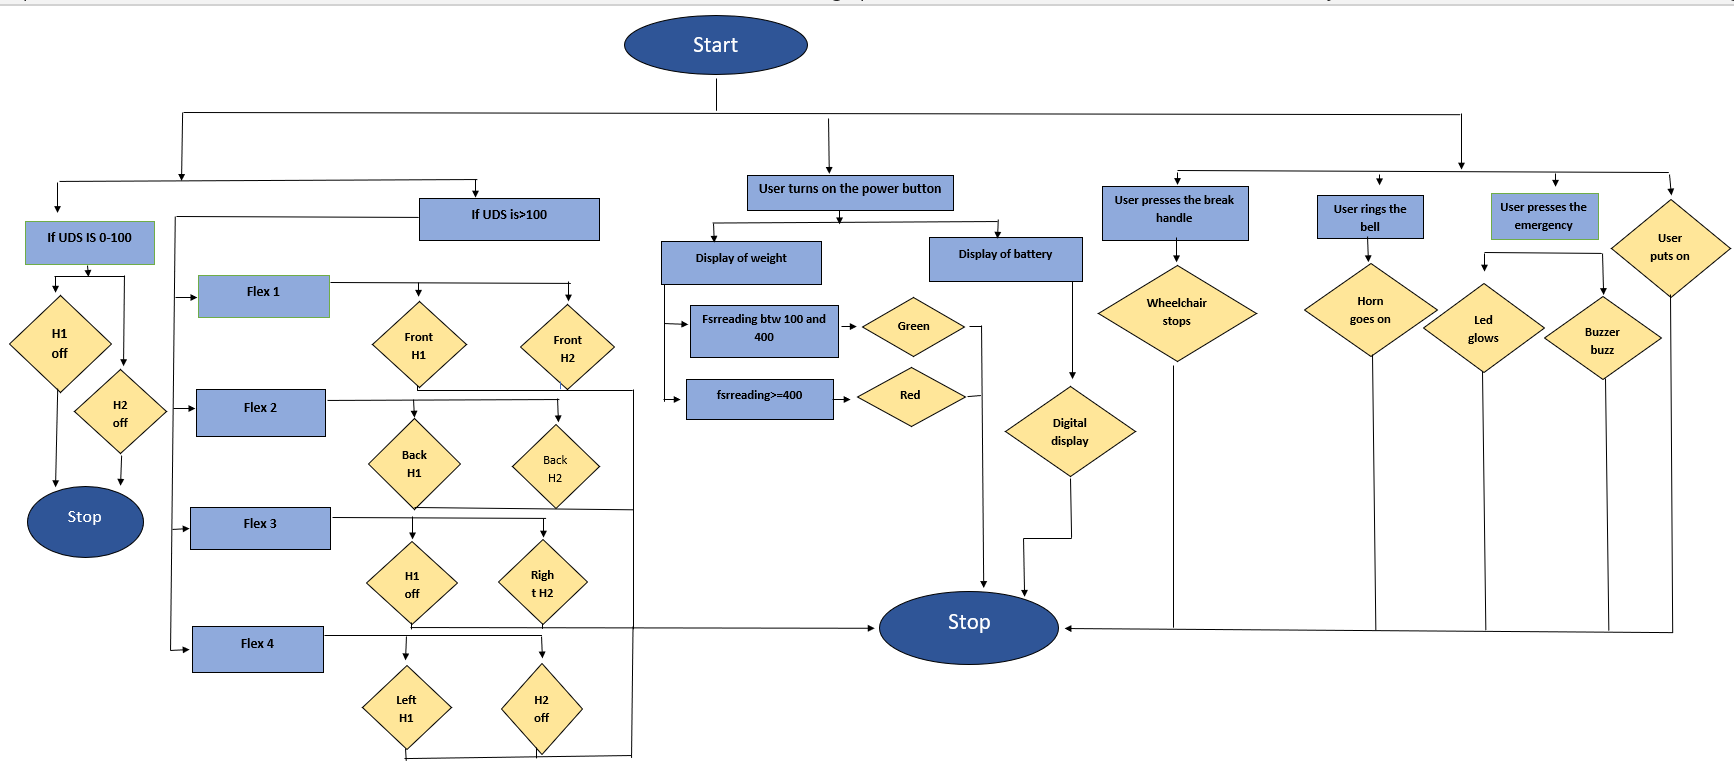 Start
User turns on the power button
If UDS IS 0-100
If UDS is>100
User presses the break
handle
User rings the
bell
User presses the
emergency
User
puts on
Display of weight
Display of battery
Flex 1
Front
H1
Front
H2
H1
off
H2
off
Stop
Fsrreading btw 100 and
400
Green
fsrreading>=400
Red
Digital
display
Wheelchair
stops
Horn
goes on
Led
glows
Buzzer
buzz
Flex 2
Back
H1
Back
H2
Flex 3
H1
off
Righ
t H2
Flex 4
Left
H1
H2
off
Stop